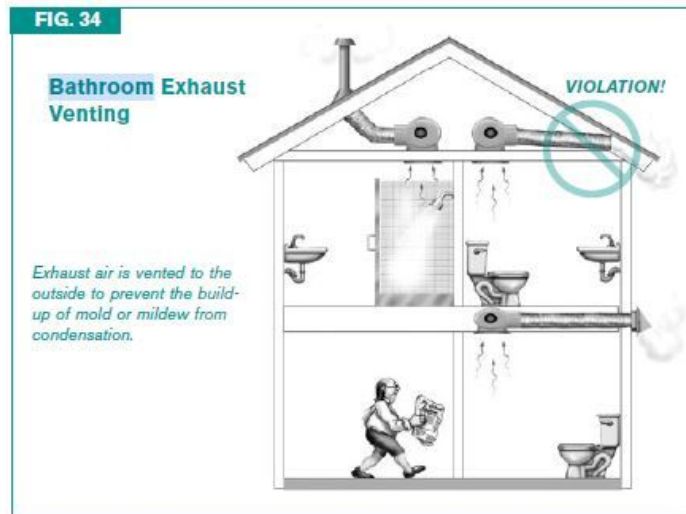 FIG. 34
Bathroom Exhaust
Venting
VIOLATION!
Exhaust air is vented to the
outside to prevent the build-
up of mold or mildew from
condensation.